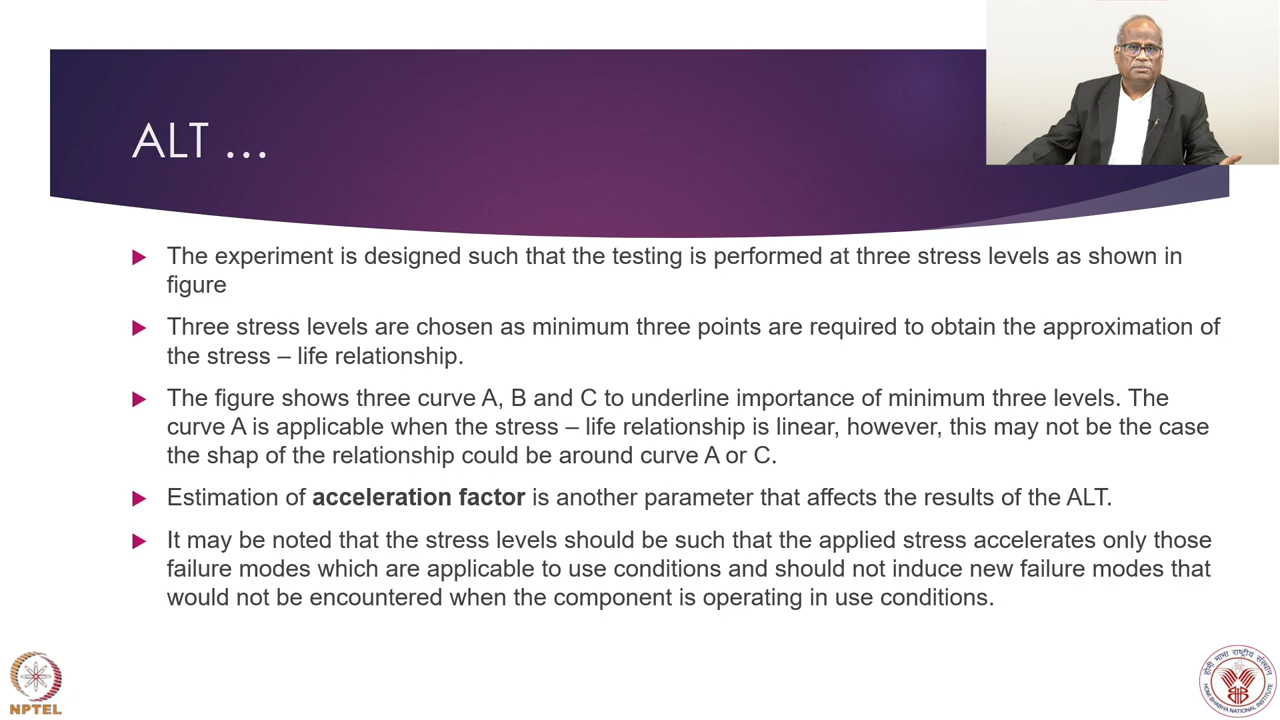 ALT ...
The experiment is designed such that the testing is performed at three stress levels as shown in
figure
Three stress levels are chosen as minimum three points are required to obtain the approximation of
the stress – life relationship.
The figure shows three curve A, B and C to underline importance of minimum three levels. The
curve A is applicable when the stress – life relationship is linear, however, this may not be the case
the shap of the relationship could be around curve A or C.
Estimation of acceleration factor is another parameter that affects the results of the ALT.
It may be noted that the stress levels should be such that the applied stress accelerates only those
failure modes which are applicable to use conditions and should not induce new failure modes that
would not be encountered when the component is operating in use conditions.
NPTEL
होमी भाभा राष्ट्रीय संस्थान
HOMI BHABHA NATIONAL INSTITUTE